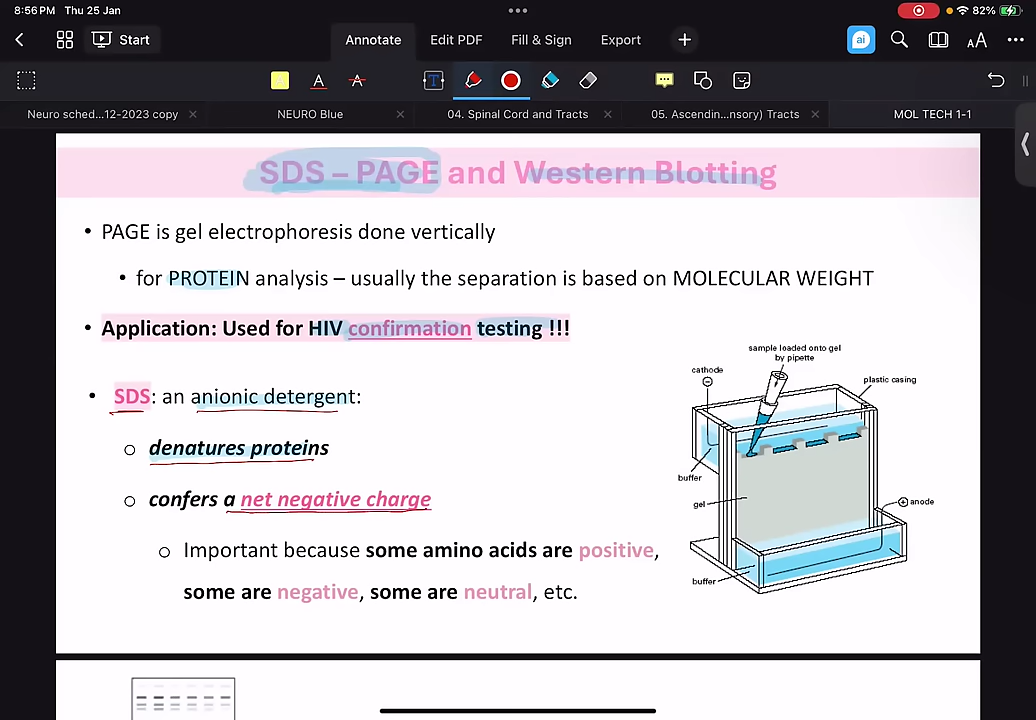 8:56 PM Thu 25 Jan
82%
Start
Annotate
Edit PDF
Fill & Sign
Export
ai
AA
A
A
T
Neuro sched...12-2023 copy
NEURO Blue
04. Spinal Cord and Tracts
05. Ascendin...nsory) Tracts
MOL TECH 1-1
SDS – PAGE and Western Blotting
• PAGE is gel electrophoresis done vertically
• for PROTEIN analysis – usually the separation is based on MOLECULAR WEIGHT
• Application: Used for HIV confirmation testing !!!
• SDS: an anionic detergent:
o denatures proteins
o confers a net negative charge
o Important because some amino acids are positive,
some are negative, some are neutral, etc.
sample loaded onto gel
by pipette
cathode
plastic casing
buffer
gel
anode
buffer